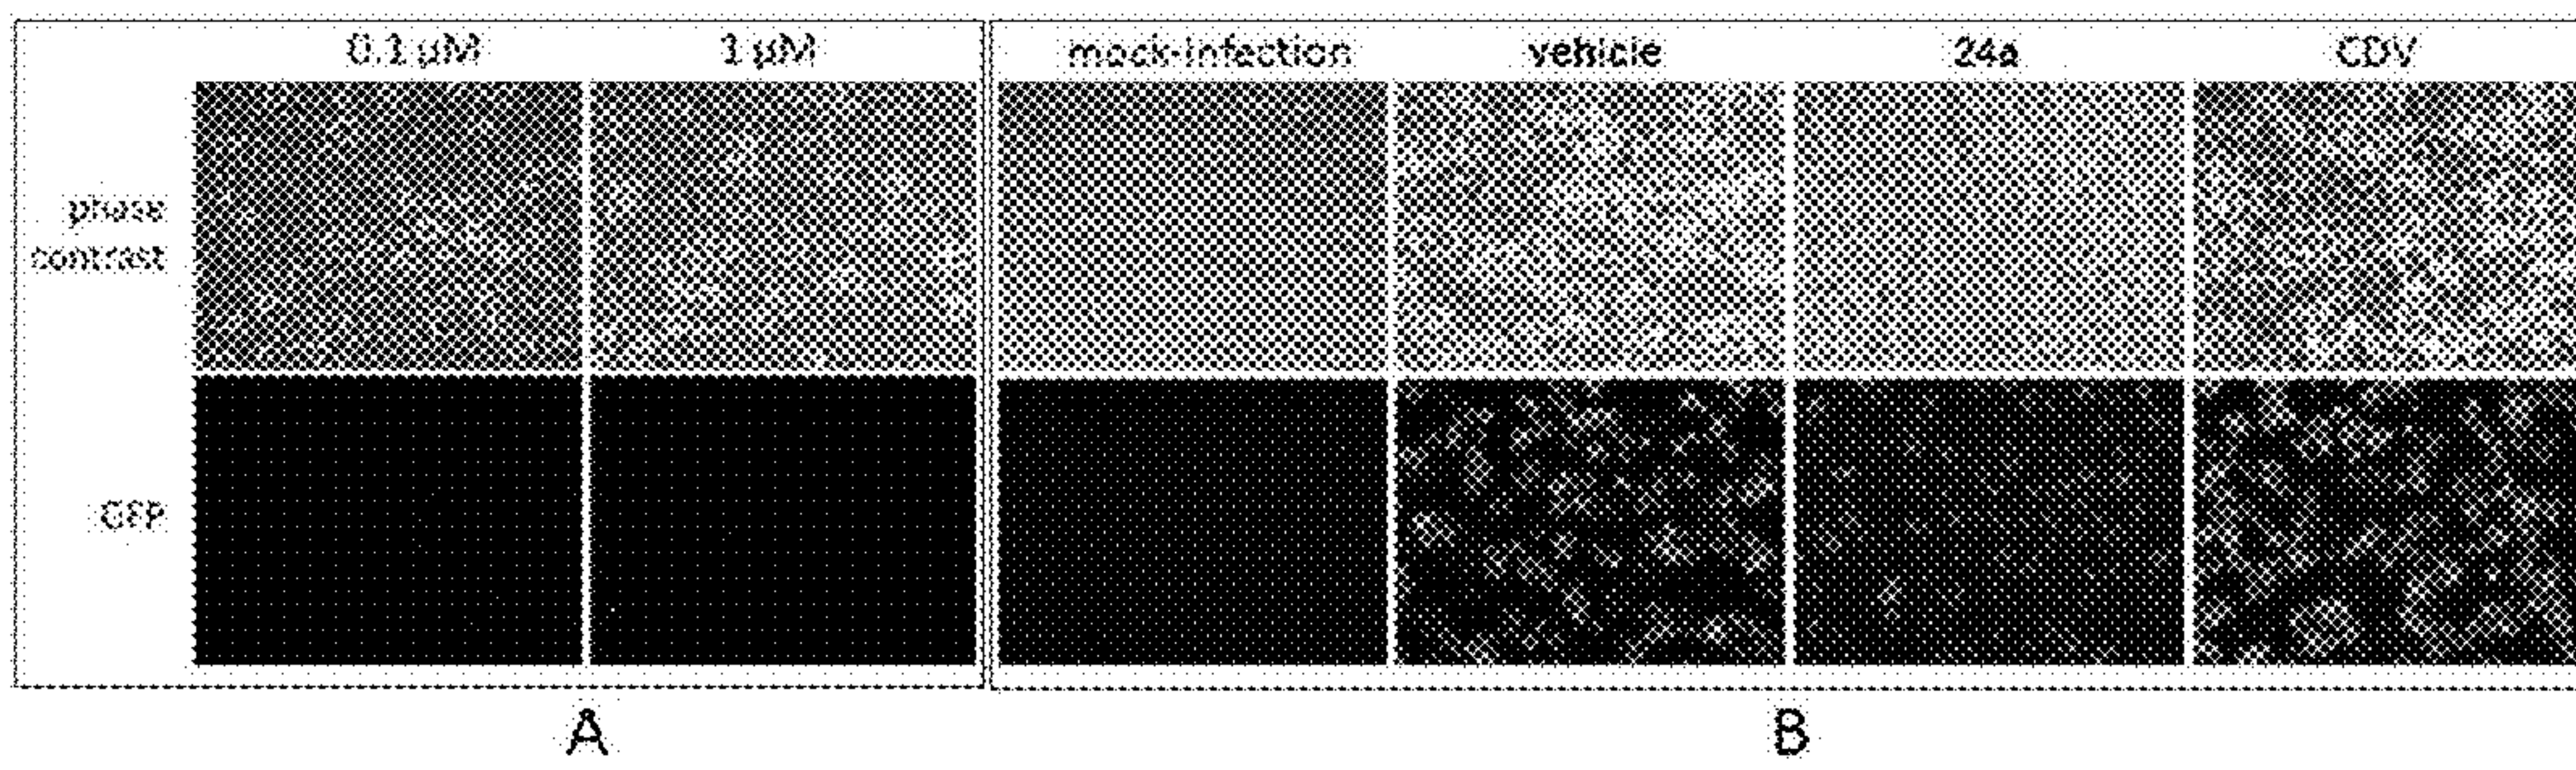 0.1 µM
1 µM
mock-infection
vehicle
24a
CDV
phase
contrast
GFP
A
B